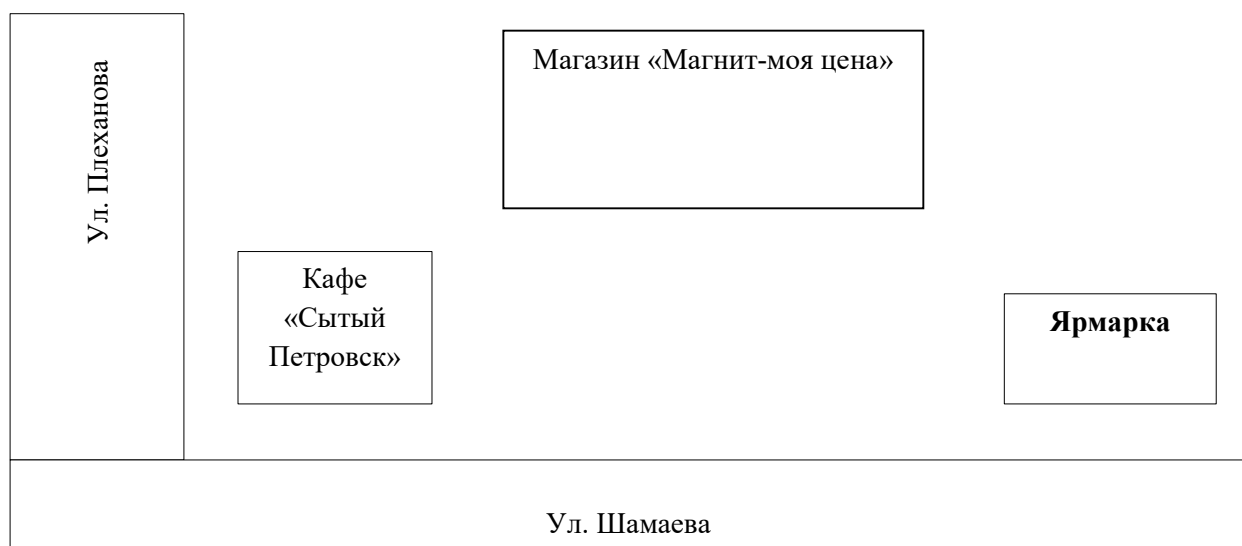 Ул. Плеханова
Магазин «Магнит-моя цена»
Кафе
«Сытый
Петровск»
Ярмарка
Ул. Шамаева